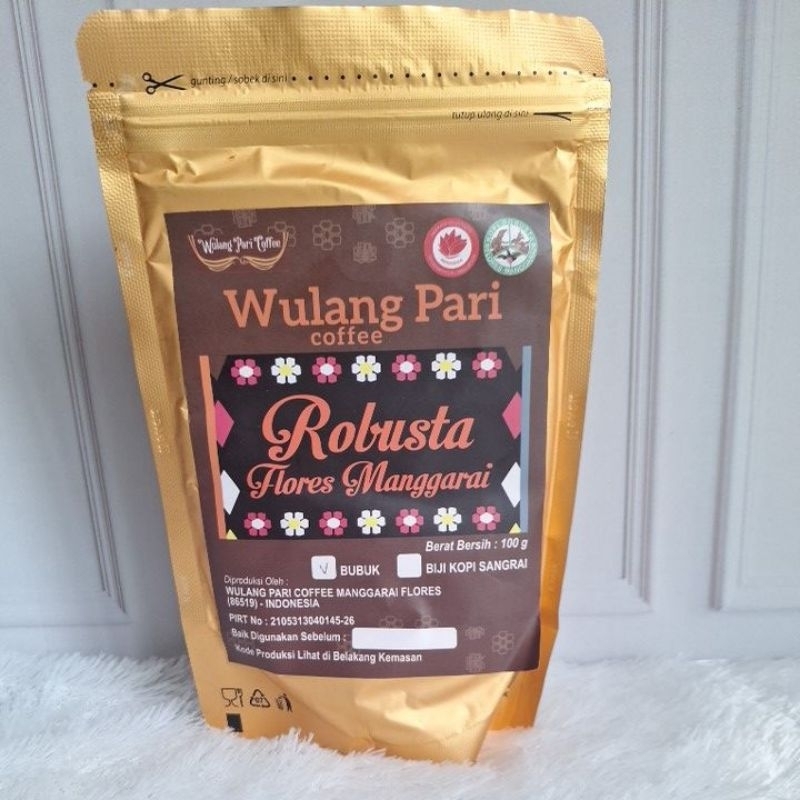 gunting / sobek di sini
tutup ulang di sini
Wulang Pari Coffee
Wulang Pari
coffee
Robusta
Flores Manggarai
Berat Bersih : 100 g
√ BUBUK
BIJI KOPI SANGRAI
Diproduksi Oleh :
WULANG PARI COFFEE MANGGARAI FLORES
(86519) - INDONESIA
PIRT No : 2105313040145-26
Baik Digunakan Sebelum :
Kode Produksi Lihat di Belakang Kemasan